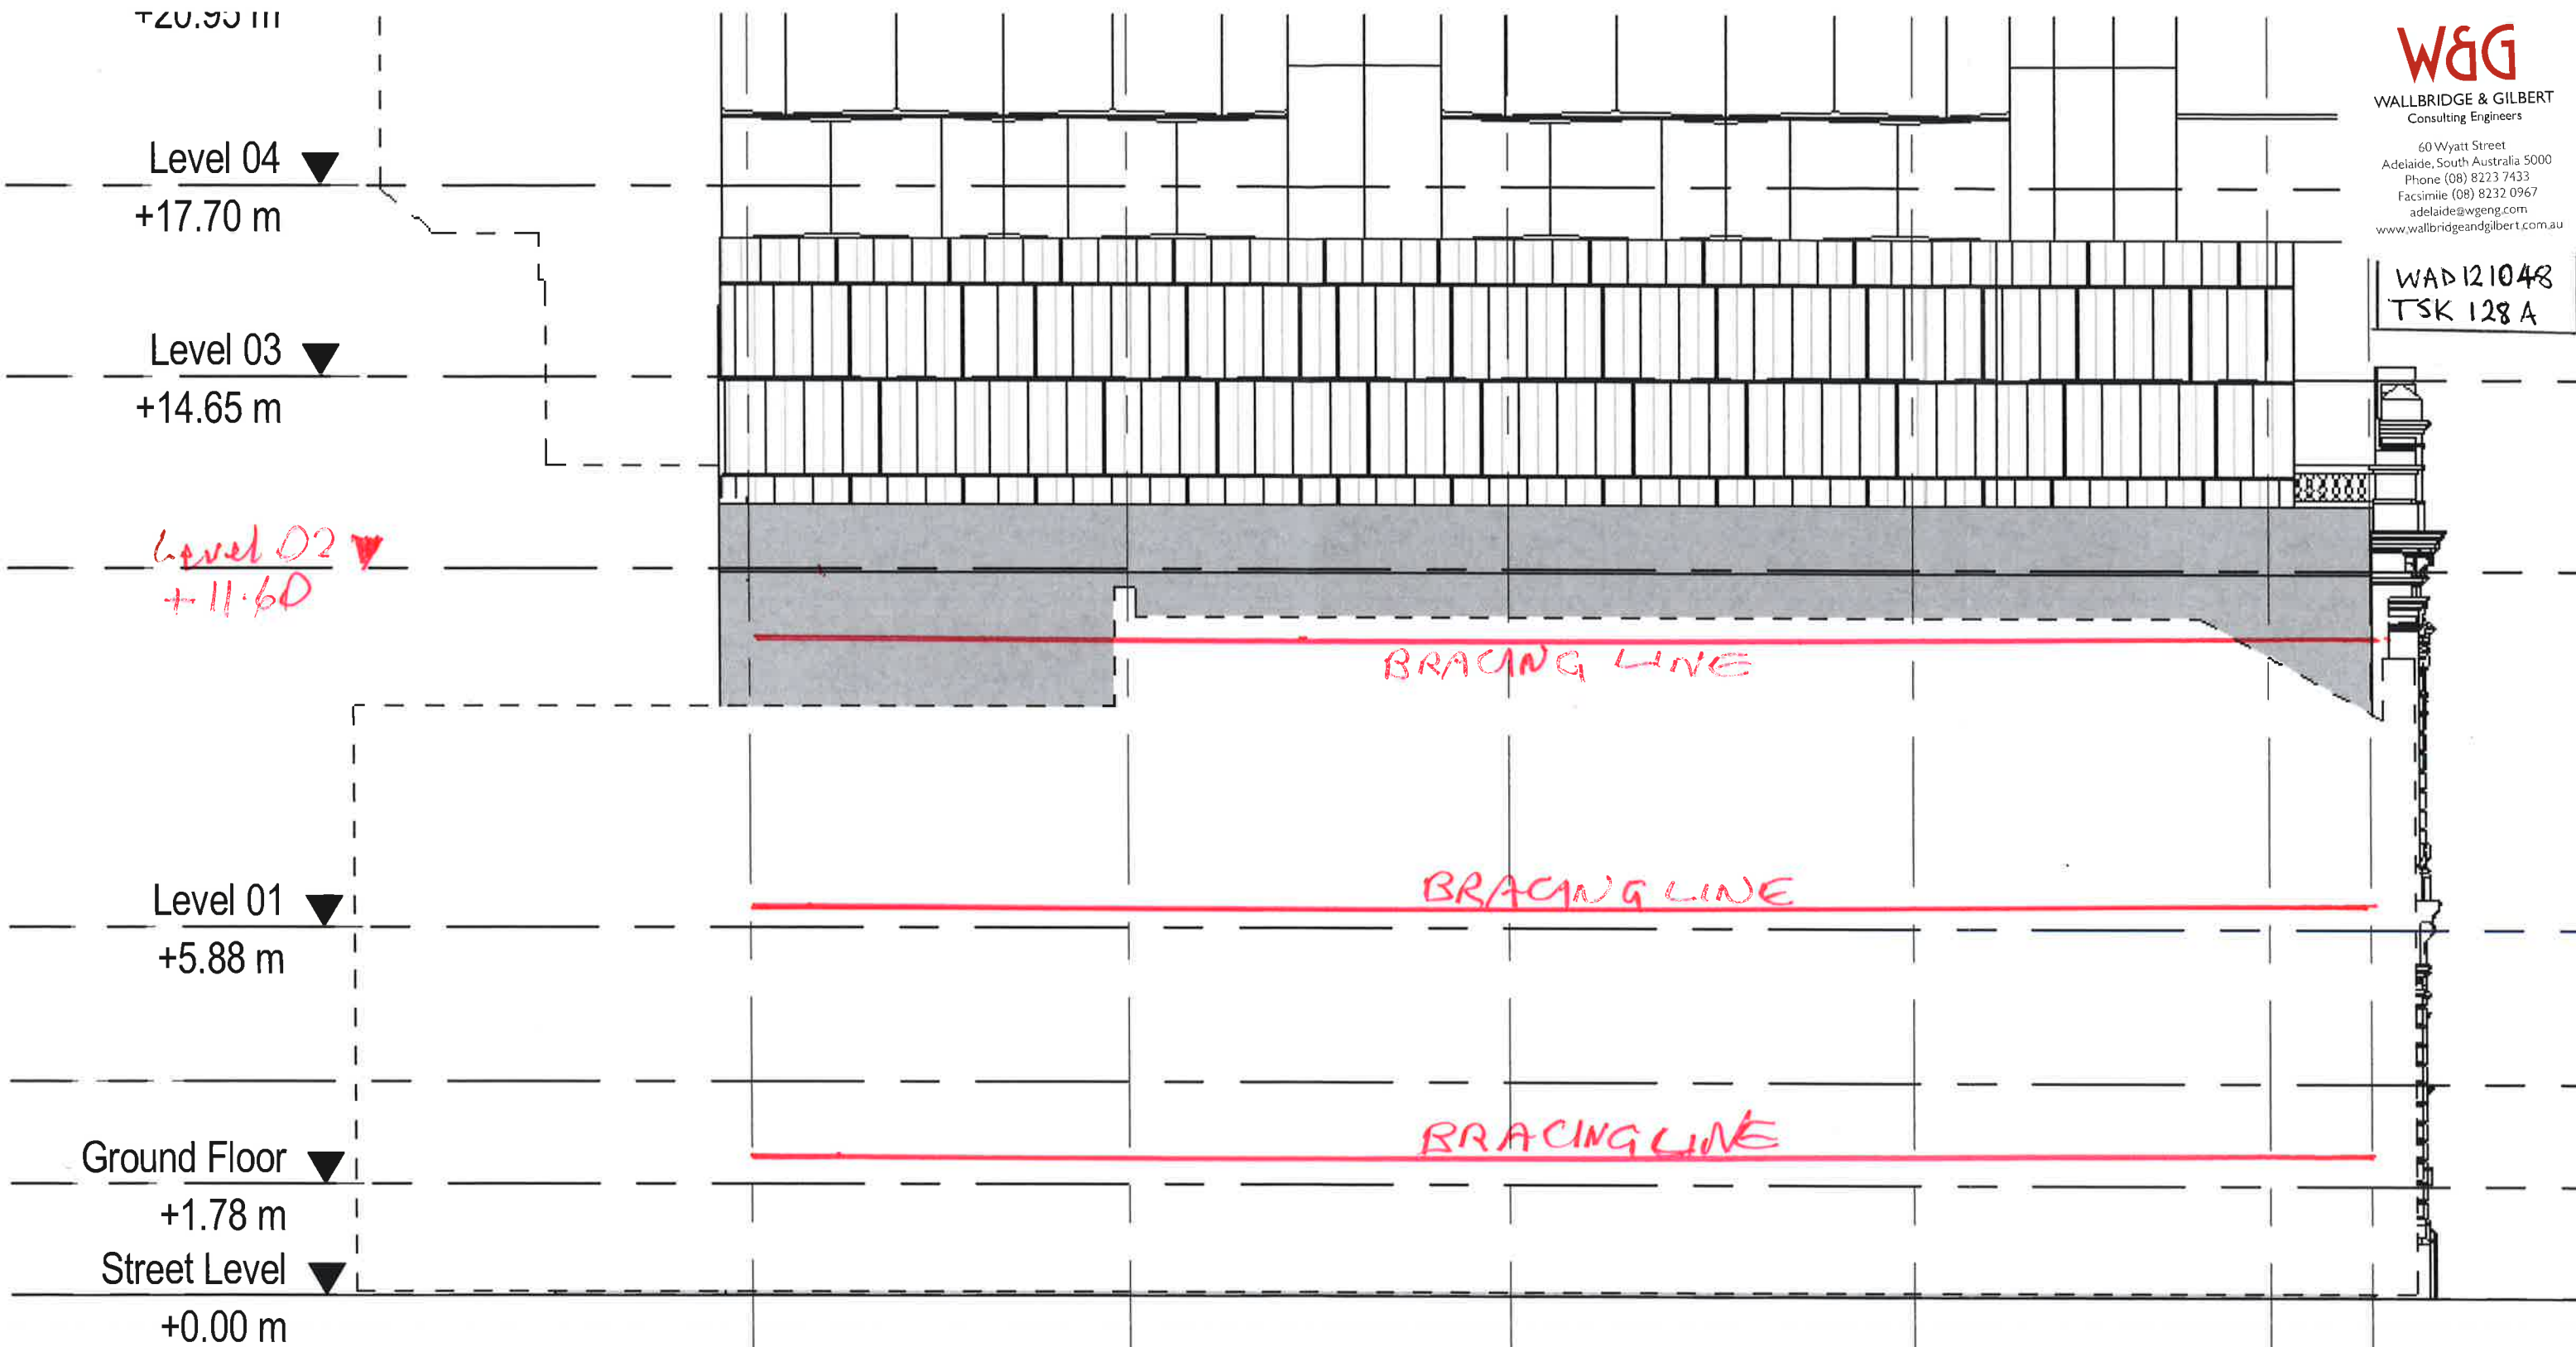 +20.95 m
W&G
WALLBRIDGE & GILBERT
Consulting Engineers
60 Wyatt Street
Adelaide, South Australia 5000
Phone (08) 8223 7433
Facsimile (08) 8232 0967
adelaide@wgeng.com
www.wallbridgeandgilbert.com.au
WAD121048
TSK 128 A
Level 04
+17.70 m
Level 03
+14.65 m
Level 02
+11.60
BRACING LINE
Level 01
+5.88 m
BRACING LINE
Ground Floor
+1.78 m
BRACING LINE
Street Level
+0.00 m